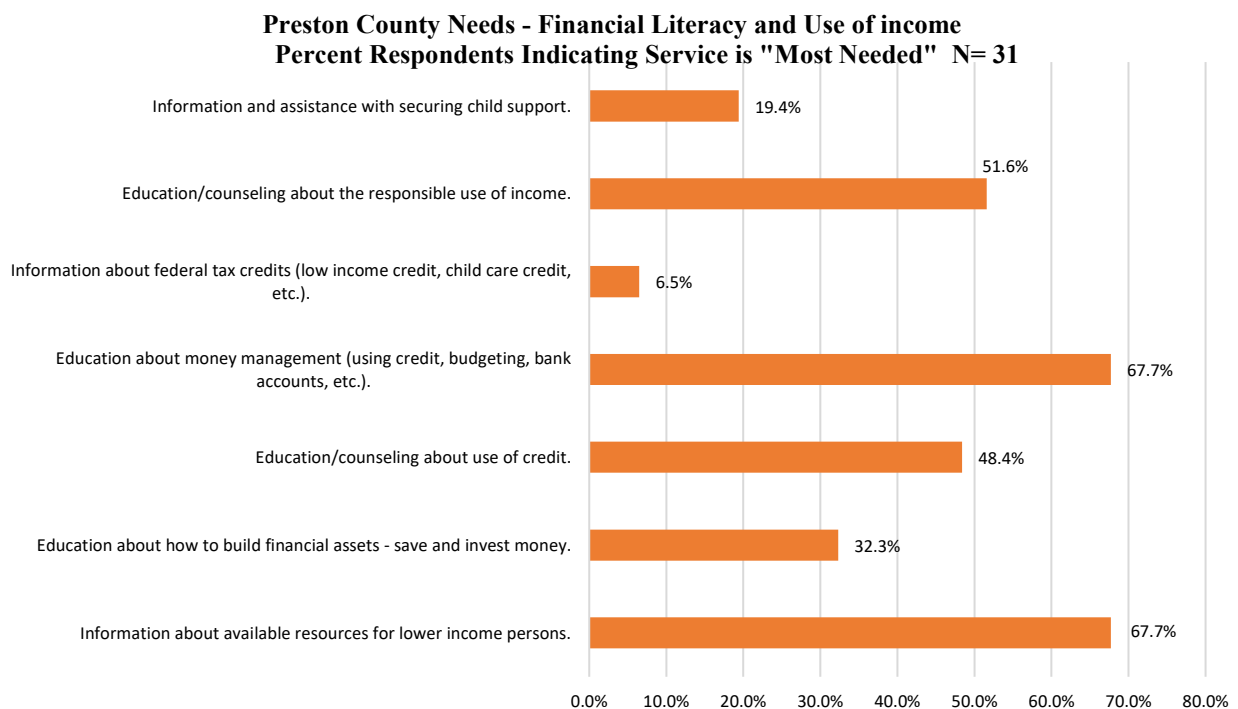 Preston County Needs - Financial Literacy and Use of income
Percent Respondents Indicating Service is "Most Needed" N= 31
Information and assistance with securing child support.
19.4%
Education/counseling about the responsible use of income.
51.6%
Information about federal tax credits (low income credit, child care credit,
etc.).
6.5%
Education about money management (using credit, budgeting, bank
accounts, etc.).
67.7%
Education/counseling about use of credit.
48.4%
Education about how to build financial assets - save and invest money.
32.3%
Information about available resources for lower income persons.
67.7%
0.0% 10.0% 20.0% 30.0% 40.0% 50.0% 60.0% 70.0% 80.0%